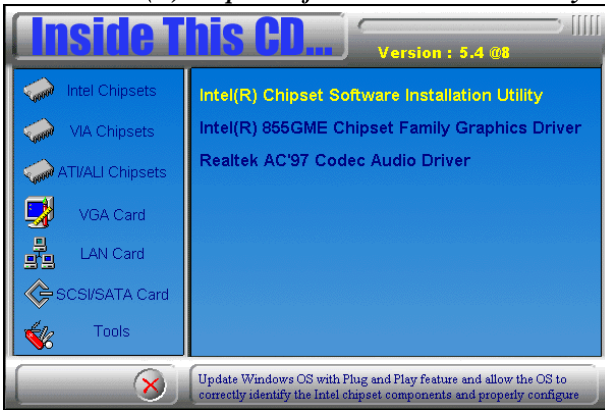 Inside This CD...
Version : 5.4 @8
Intel Chipsets
VIA Chipsets
ATI/ALI Chipsets
VGA Card
LAN Card
SCSI/SATA Card
Tools
Intel(R) Chipset Software Installation Utility
Intel(R) 855GME Chipset Family Graphics Driver
Realtek AC'97 Codec Audio Driver
Update Windows OS with Plug and Play feature and allow the OS to
correctly identify the Intel chipset components and properly configure